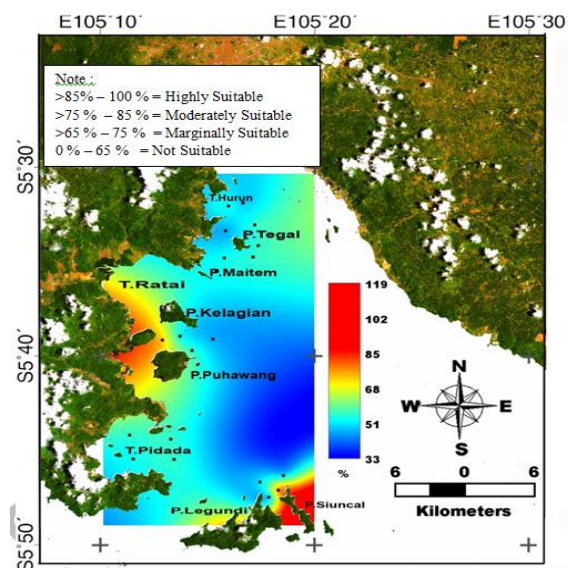 E105°10´ E105°20´ E105°30´
Note :
>85% – 100 % = Highly Suitable
>75 % – 85 % = Moderately Suitable
>65 % – 75 % = Marginally Suitable
0 % – 65 % = Not Suitable
S5°30´
T.Hurun
P.Tegal
P.Maitem
T.Ratai
P.Kelagian
S5°40´
P.Puhawang
T.Pidada
P.Legundi
P.Siuncal
S5°50´
119
102
85
68
51
33
%
N
W E
S
6 0 6
Kilometers